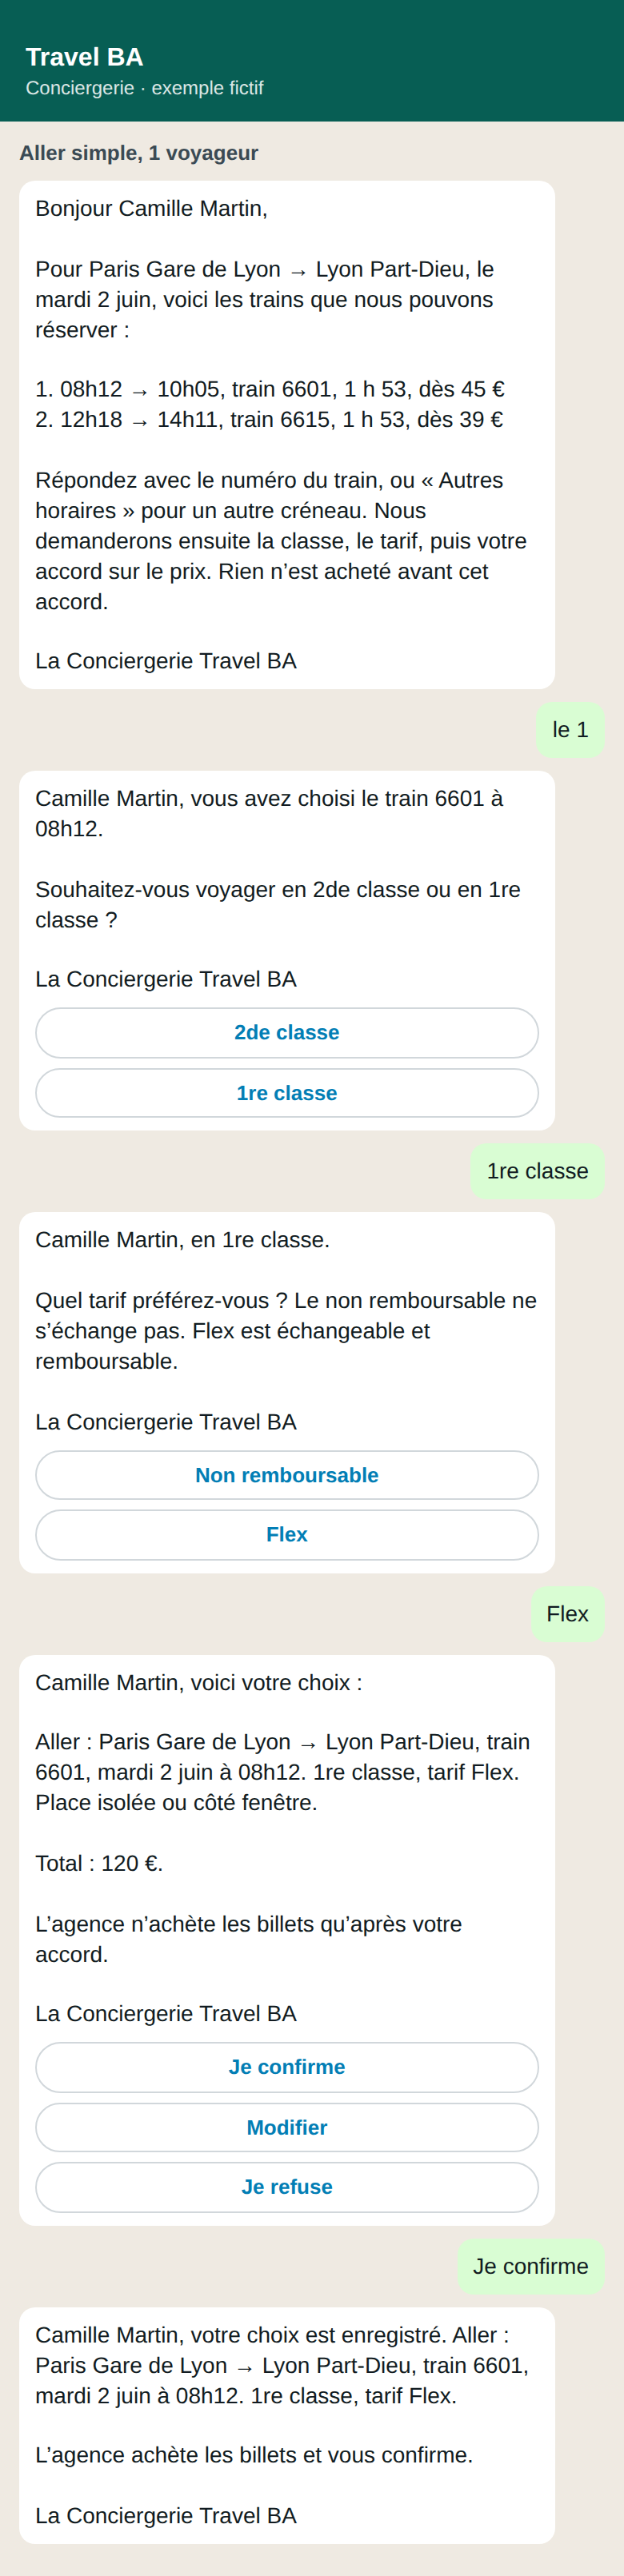 Travel BA
Conciergerie · exemple fictif
Aller simple, 1 voyageur
Bonjour Camille Martin,
Pour Paris Gare de Lyon → Lyon Part-Dieu, le
mardi 2 juin, voici les trains que nous pouvons
réserver :
1. 08h12 → 10h05, train 6601, 1 h 53, dès 45 €
2. 12h18 → 14h11, train 6615, 1 h 53, dès 39 €
Répondez avec le numéro du train, ou « Autres
horaires » pour un autre créneau. Nous
demanderons ensuite la classe, le tarif, puis votre
accord sur le prix. Rien n’est acheté avant cet
accord.
La Conciergerie Travel BA
le 1
Camille Martin, vous avez choisi le train 6601 à
08h12.
Souhaitez-vous voyager en 2de classe ou en 1re
classe ?
La Conciergerie Travel BA
2de classe
1re classe
1re classe
Camille Martin, en 1re classe.
Quel tarif préférez-vous ? Le non remboursable ne
s’échange pas. Flex est échangeable et
remboursable.
La Conciergerie Travel BA
Non remboursable
Flex
Flex
Camille Martin, voici votre choix :
Aller : Paris Gare de Lyon → Lyon Part-Dieu, train
6601, mardi 2 juin à 08h12. 1re classe, tarif Flex.
Place isolée ou côté fenêtre.
Total : 120 €.
L’agence n’achète les billets qu’après votre
accord.
La Conciergerie Travel BA
Je confirme
Modifier
Je refuse
Je confirme
Camille Martin, votre choix est enregistré. Aller :
Paris Gare de Lyon → Lyon Part-Dieu, train 6601,
mardi 2 juin à 08h12. 1re classe, tarif Flex.
L’agence achète les billets et vous confirme.
La Conciergerie Travel BA